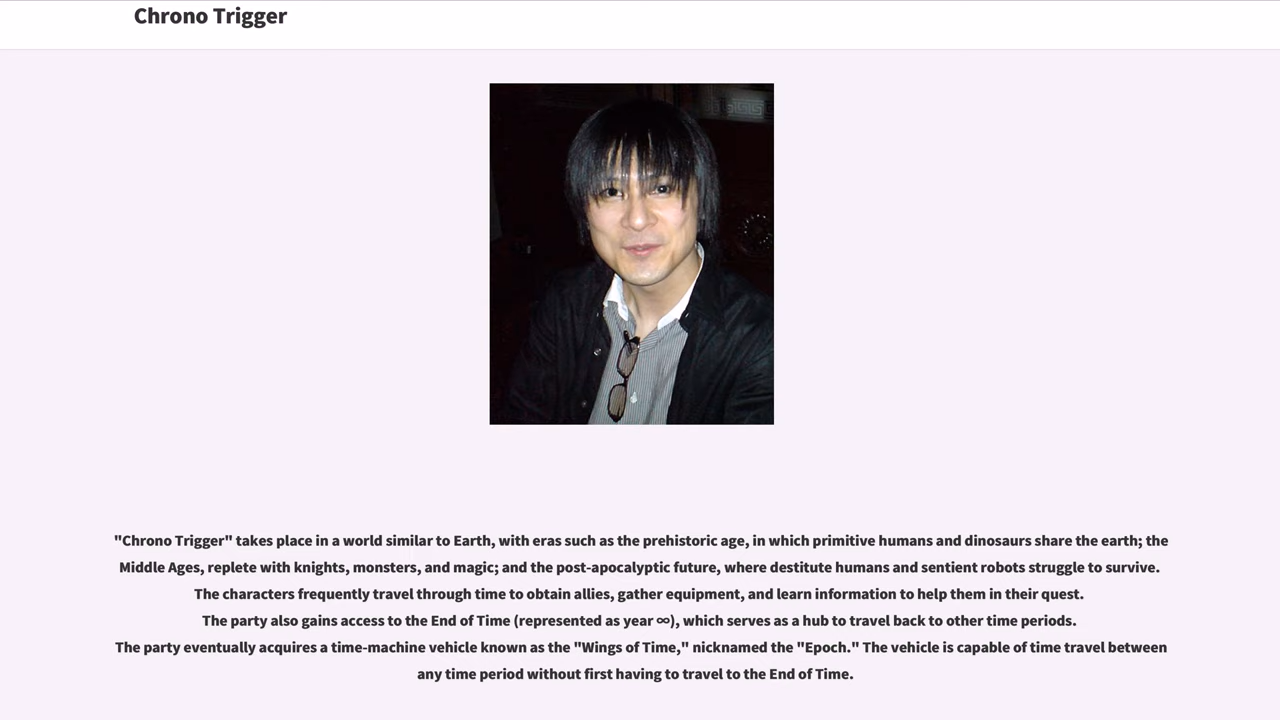 Chrono Trigger
"Chrono Trigger" takes place in a world similar to Earth, with eras such as the prehistoric age, in which primitive humans and dinosaurs share the earth; the
Middle Ages, replete with knights, monsters, and magic; and the post-apocalyptic future, where destitute humans and sentient robots struggle to survive.
The characters frequently travel through time to obtain allies, gather equipment, and learn information to help them in their quest.
The party also gains access to the End of Time (represented as year ∞), which serves as a hub to travel back to other time periods.
The party eventually acquires a time-machine vehicle known as the "Wings of Time," nicknamed the "Epoch." The vehicle is capable of time travel between
any time period without first having to travel to the End of Time.